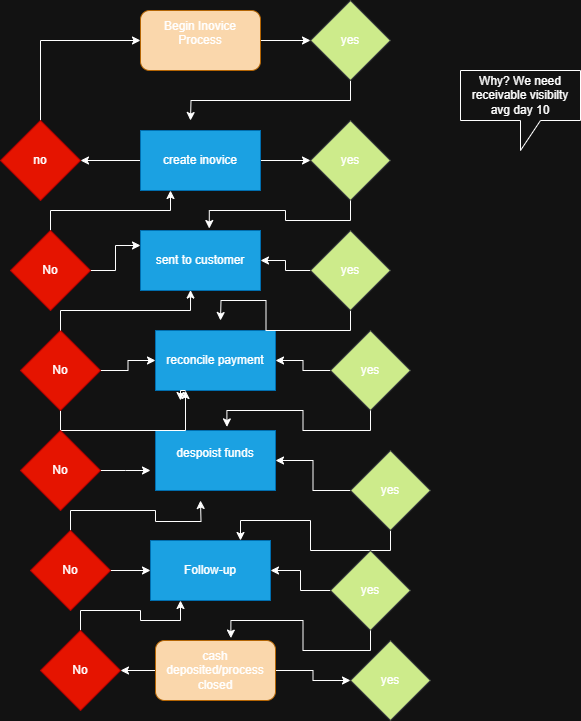 Begin Inovice
Process
yes
Why? We need
receivable visibilty
avg day 10
no
create inovice
yes
No
sent to customer
yes
No
reconcile payment
yes
No
despoist funds
yes
No
Follow-up
yes
No
cash
deposited/process
closed
yes